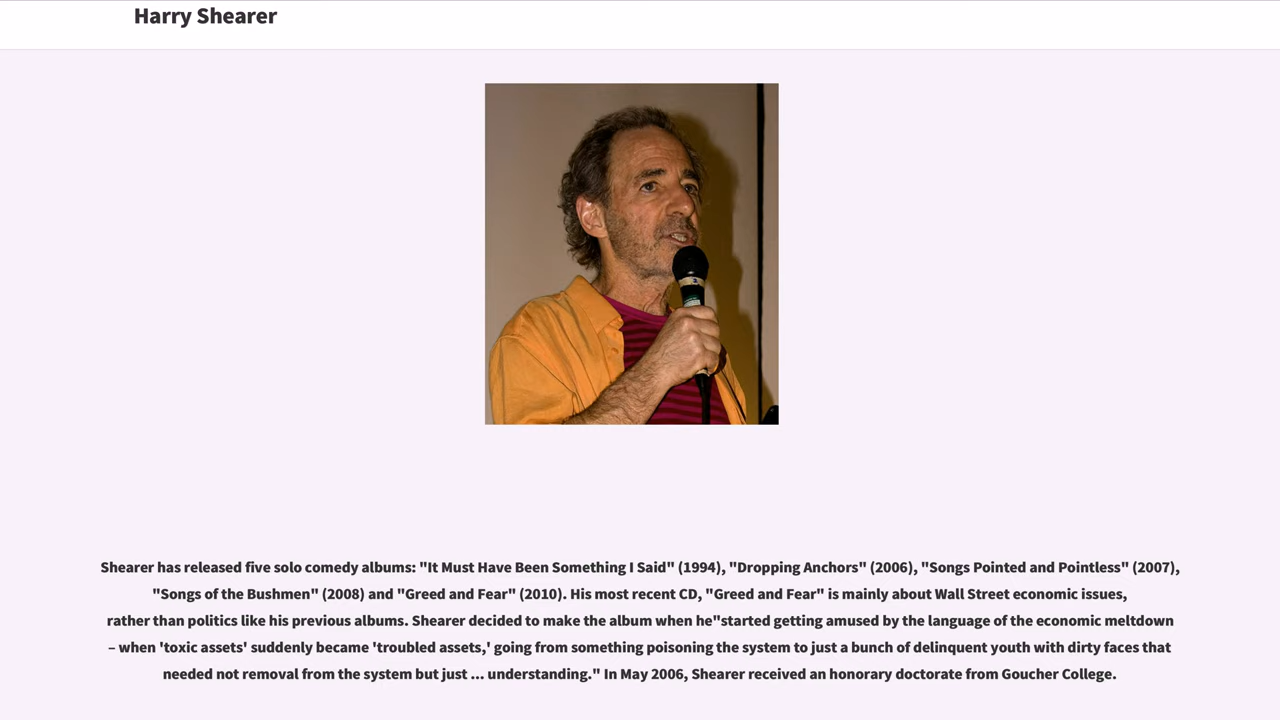 Harry Shearer
Shearer has released five solo comedy albums: "It Must Have Been Something I Said" (1994), "Dropping Anchors" (2006), "Songs Pointed and Pointless" (2007),
"Songs of the Bushmen" (2008) and "Greed and Fear" (2010). His most recent CD, "Greed and Fear" is mainly about Wall Street economic issues,
rather than politics like his previous albums. Shearer decided to make the album when he"started getting amused by the language of the economic meltdown
– when 'toxic assets' suddenly became 'troubled assets,' going from something poisoning the system to just a bunch of delinquent youth with dirty faces that
needed not removal from the system but just ... understanding." In May 2006, Shearer received an honorary doctorate from Goucher College.